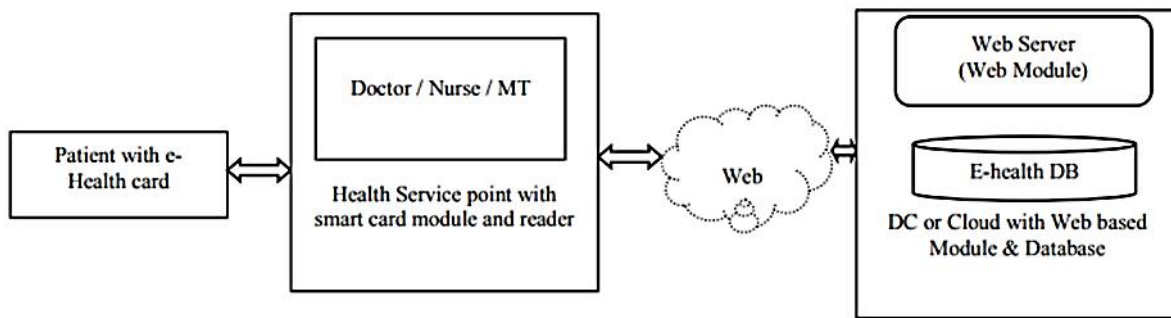 Patient with e-
Health card
Doctor / Nurse / MT
Health Service point with
smart card module and reader
Web
Web Server
(Web Module)
E-health DB
DC or Cloud with Web based
Module & Database